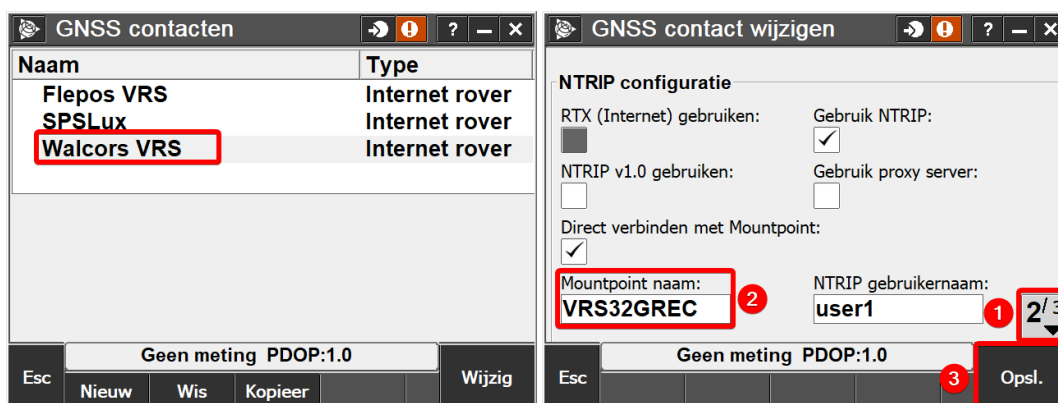 GNSS contacten
? – ×
Naam Type
Flepos VRS Internet rover
SPSLux Internet rover
Walcors VRS Internet rover
Geen meting PDOP:1.0
Esc Nieuw Wis Kopieer Wijzig
GNSS contact wijzigen
? – ×
NTRIP configuratie
RTX (Internet) gebruiken: Gebruik NTRIP:
NTRIP v1.0 gebruiken: Gebruik proxy server:
Direct verbinden met Mountpoint:
Mountpoint naam: NTRIP gebruikernaam:
VRS32GREC 2 user1 1 2/3
Geen meting PDOP:1.0
Esc 3 Opsl.